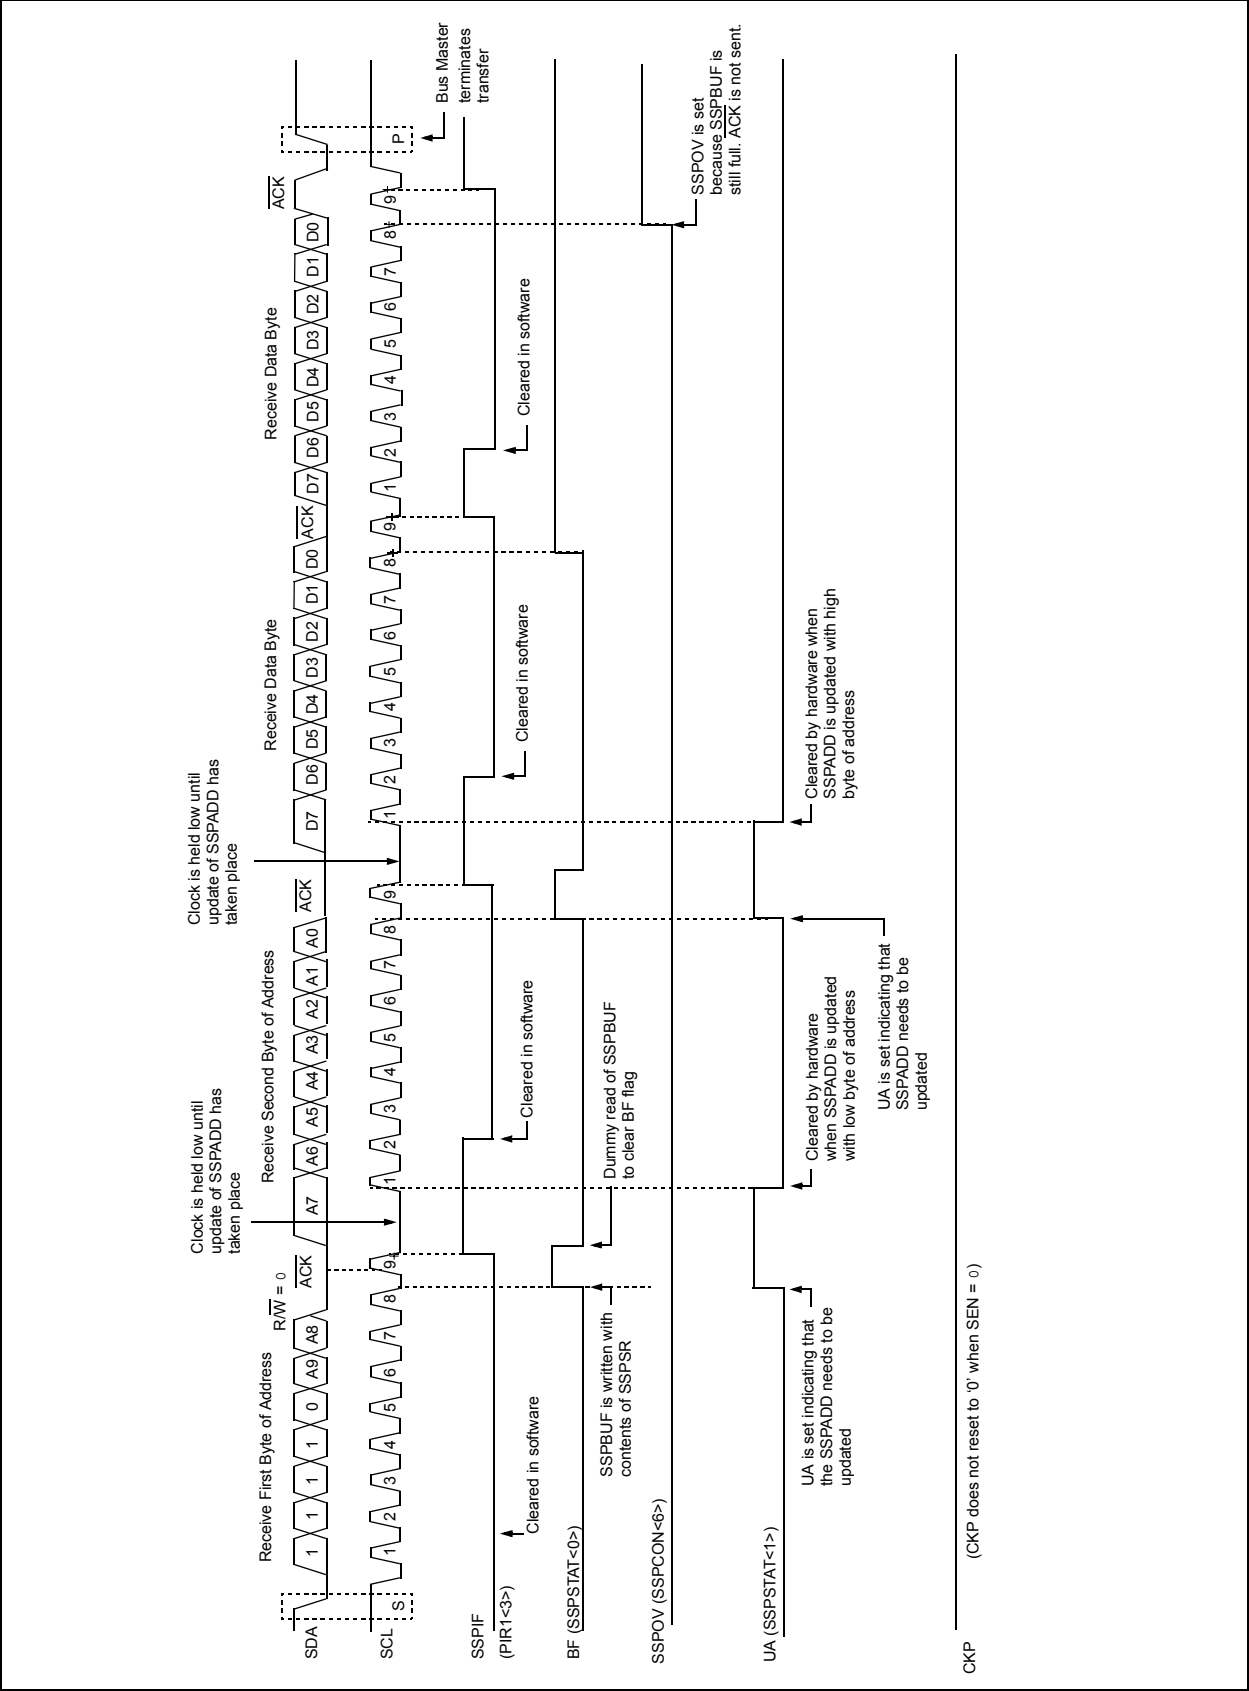 Receive First Byte of Address
R/W = 0
Receive Second Byte of Address
Receive Data Byte
Receive Data Byte
Clock is held low until
update of SSPADD has
taken place
Clock is held low until
update of SSPADD has
taken place
SDA
1 1 1 1 0 A9 A8 ACK A7 A6 A5 A4 A3 A2 A1 A0 ACK D7 D6 D5 D4 D3 D2 D1 D0 ACK D7 D6 D5 D4 D3 D2 D1 D0 ACK
SCL
S 1 2 3 4 5 6 7 8 9 1 2 3 4 5 6 7 8 9 1 2 3 4 5 6 7 8 9 1 2 3 4 5 6 7 8 9 P
Bus Master
terminates
transfer
SSPIF
(PIR1<3>)
Cleared in software
Cleared in software
Cleared in software
Cleared in software
BF (SSPSTAT<0>)
SSPBUF is written with
contents of SSPSR
Dummy read of SSPBUF
to clear BF flag
SSPOV (SSPCON<6>)
SSPOV is set
because SSPBUF is
still full. ACK is not sent.
UA (SSPSTAT<1>)
UA is set indicating that
the SSPADD needs to be
updated
Cleared by hardware
when SSPADD is updated
with low byte of address
UA is set indicating that
SSPADD needs to be
updated
Cleared by hardware when
SSPADD is updated with high
byte of address
CKP
(CKP does not reset to ‘0’ when SEN = 0)